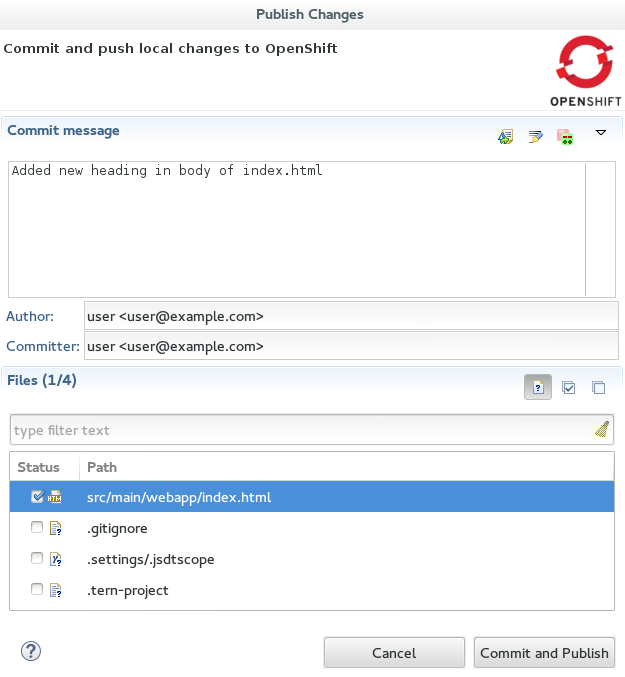 Publish Changes
Commit and push local changes to OpenShift
OPENSHIFT
Commit message
Added new heading in body of index.html
Author: user <user@example.com>
Committer: user <user@example.com>
Files (1/4)
type filter text
Status Path
src/main/webapp/index.html
.gitignore
.settings/.jsdtscope
.tern-project
Cancel Commit and Publish